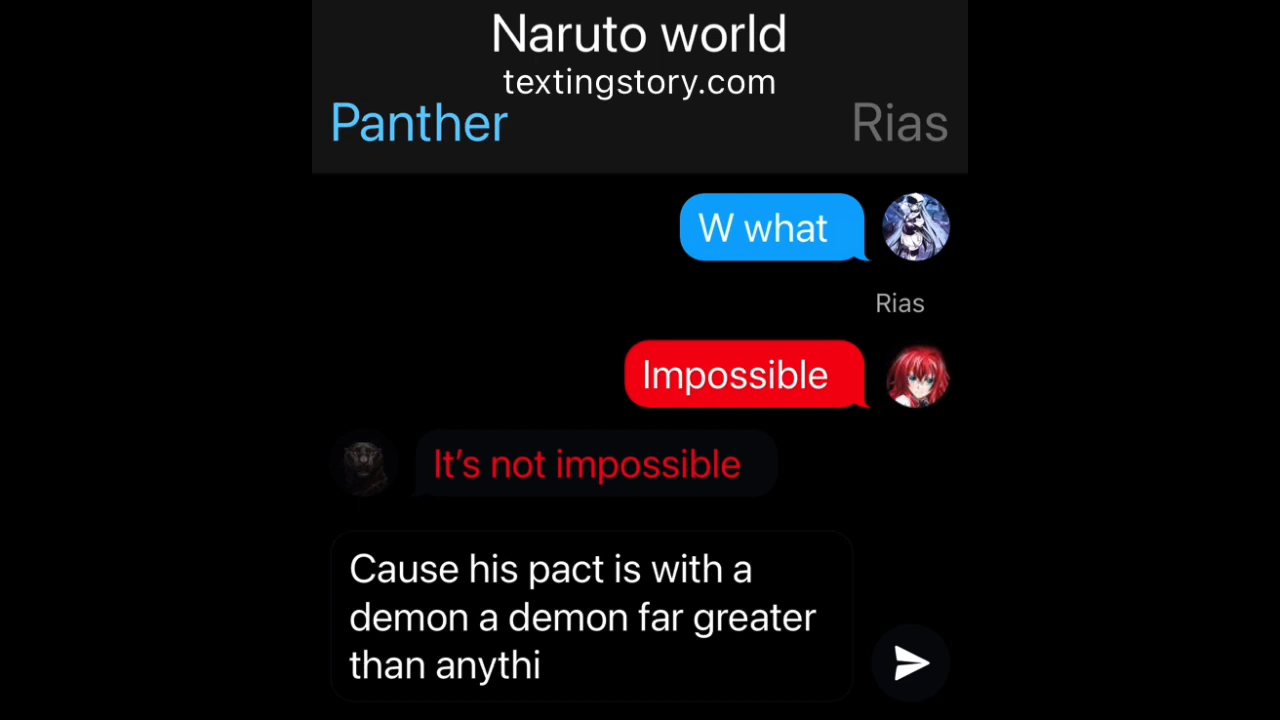 Naruto world
textingstory.com
Panther
Rias
W what
Rias
Impossible
It’s not impossible
Cause his pact is with a
demon a demon far greater
than anythi